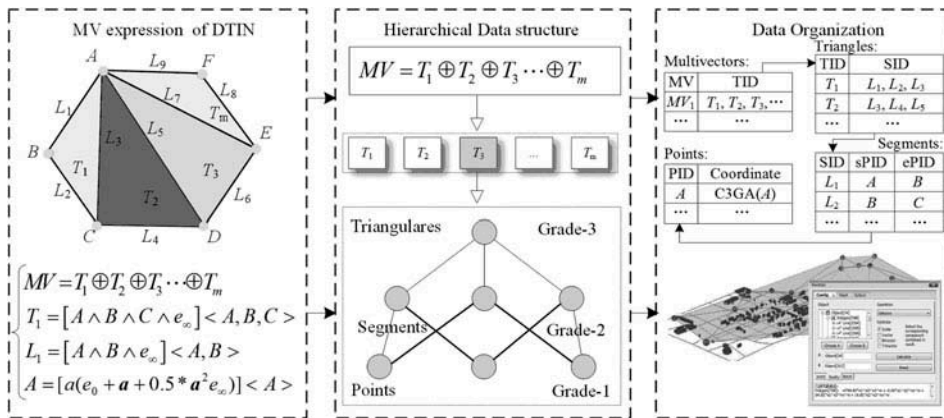 MV expression of DTIN
A
L₉
F
L₇
L₈
L₁
Tₘ
L₃
L₅
E
B
T₁
T₃
L₂
T₂
L₆
C
L₄
D
MV = T₁ ⊕ T₂ ⊕ T₃ ⋯ ⊕ Tₘ
T₁ = [A ∧ B ∧ C ∧ e∞] < A, B, C >
L₁ = [A ∧ B ∧ e∞] < A, B >
A = [a(e₀ + a + 0.5 * a² e∞)] < A >
Hierarchical Data structure
MV = T₁ ⊕ T₂ ⊕ T₃ ⋯ ⊕ Tₘ
T₁ T₂ T₃ ... Tₘ
Triangulares Grade-3
Segments Grade-2
Points Grade-1
Data Organization
Multivectors:
MV TID
MV₁ T₁, T₂, T₃, ⋯
⋯ ⋯
Triangles:
TID SID
T₁ L₁, L₂, L₃
T₂ L₃, L₄, L₅
⋯ ⋯
Points:
PID Coordinate
A C3GA(A)
⋯ ⋯
Segments:
SID sPID ePID
L₁ A B
L₂ B C
⋯ ⋯ ⋯